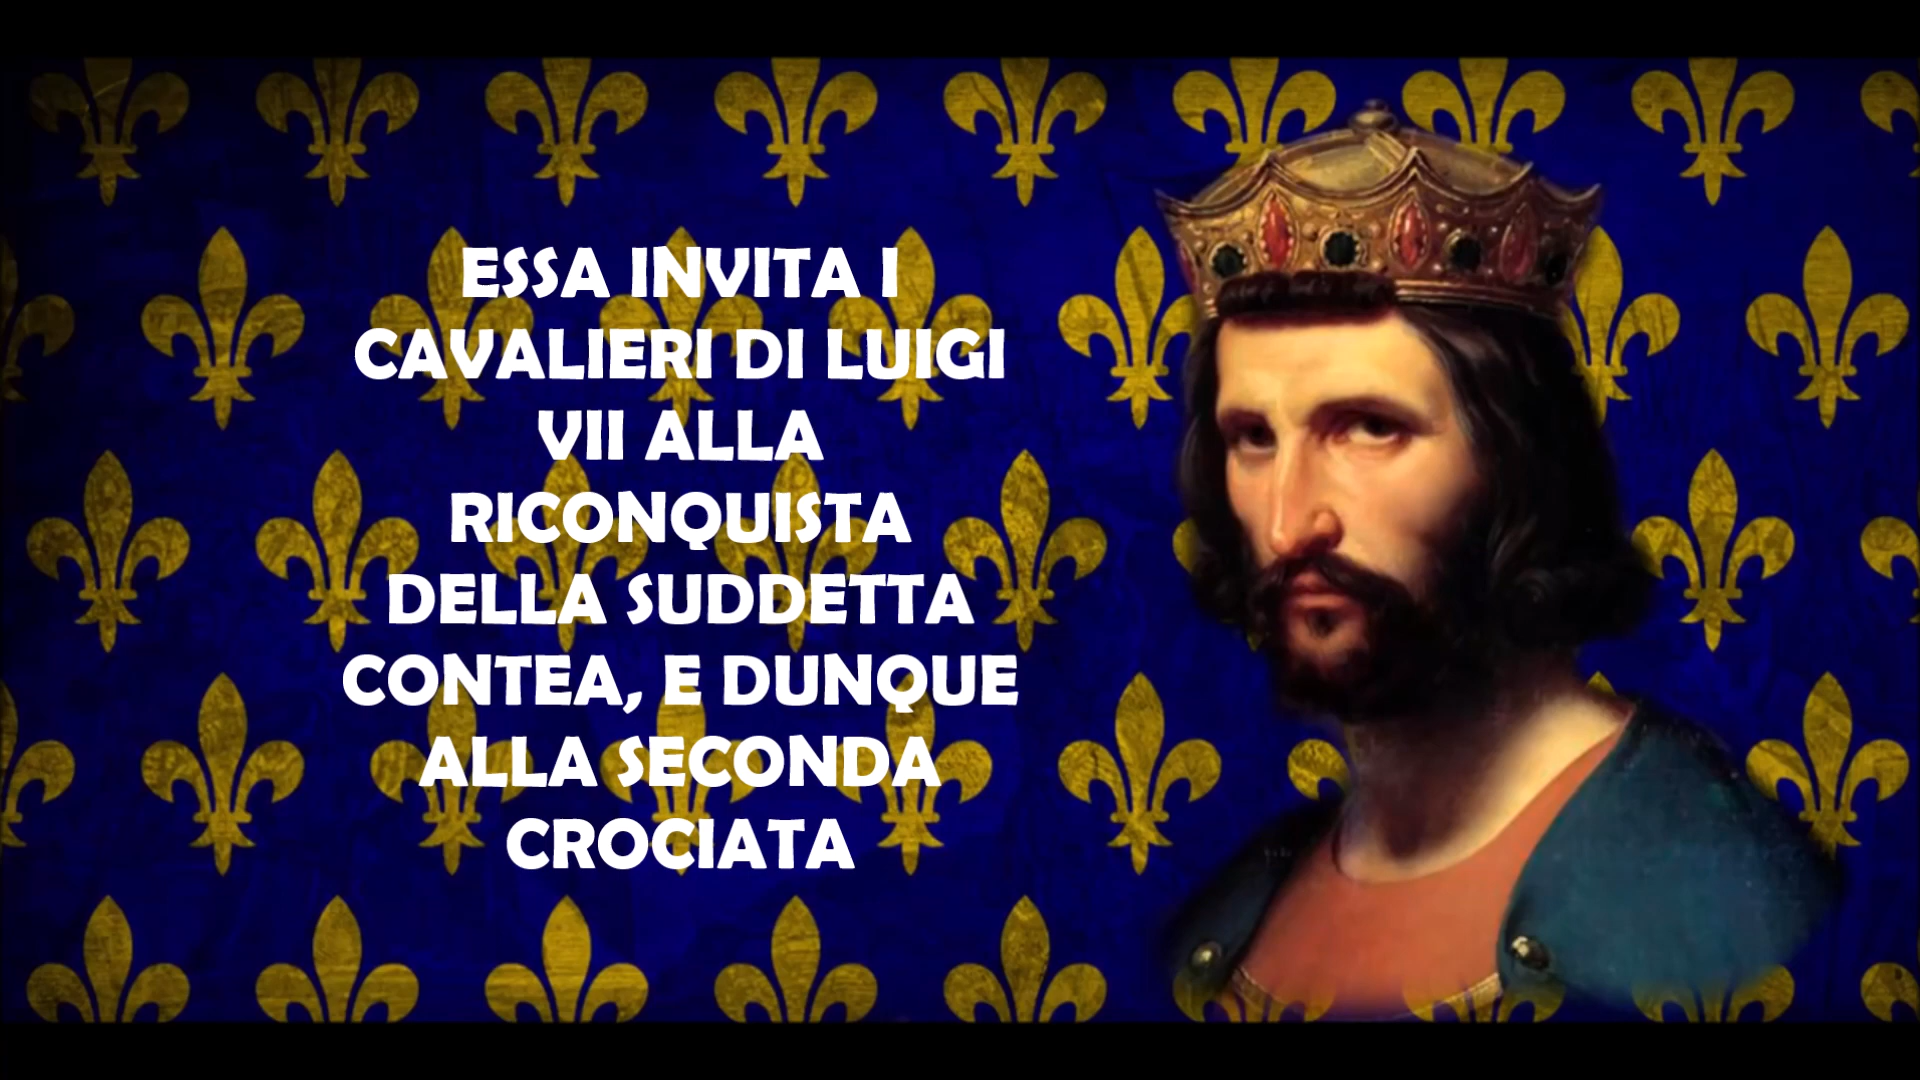 ESSA INVITA I
CAVALIERI DI LUIGI
VII ALLA
RICONQUISTA
DELLA SUDDETTA
CONTEA, E DUNQUE
ALLA SECONDA
CROCIATA